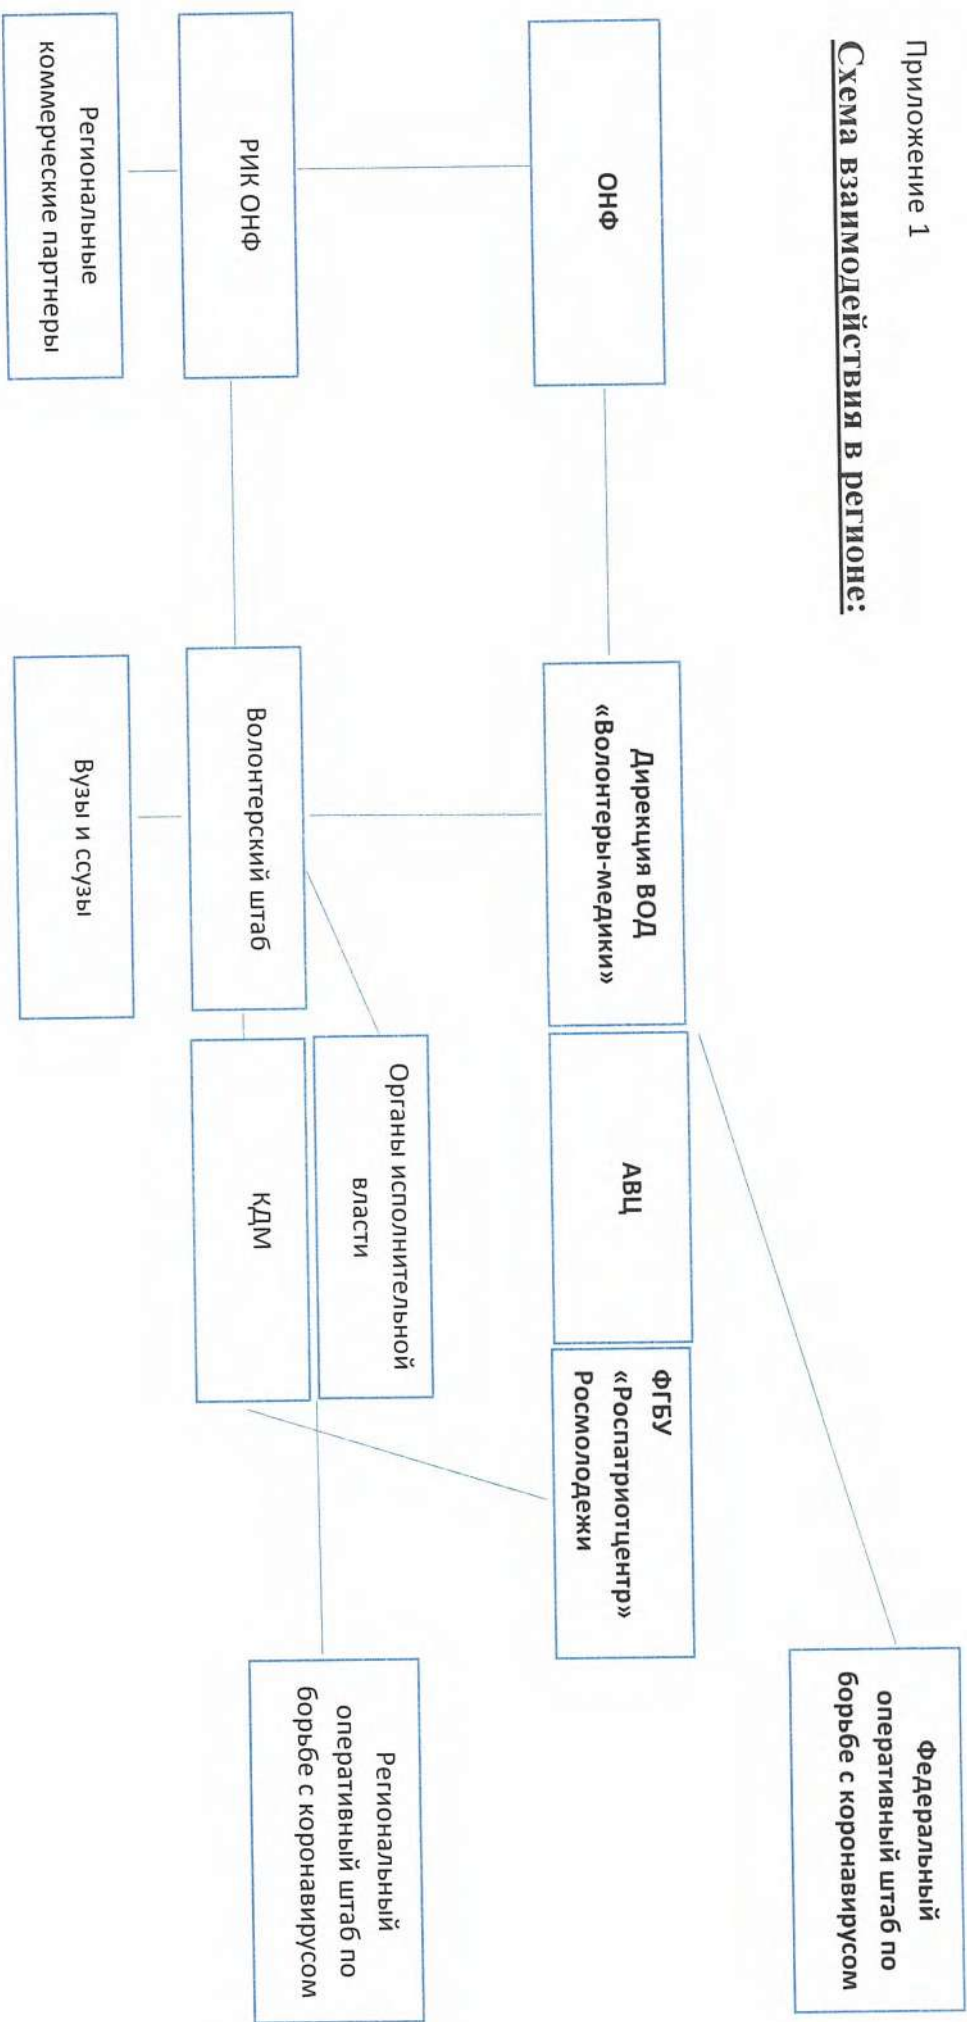 Приложение 1
Схема взаимодействия в регионе:
Федеральный
оперативный штаб по
борьбе с коронавирусом
ОНФ
Дирекция ВОД
«Волонтеры-медики»
АВЦ
ФГБУ
«Роспатриотцентр»
Росмолодежи
РИК ОНФ
Волонтерский штаб
Органы исполнительной
власти
КДМ
Региональный
оперативный штаб по
борьбе с коронавирусом
Региональные
коммерческие партнеры
Вузы и ссузы